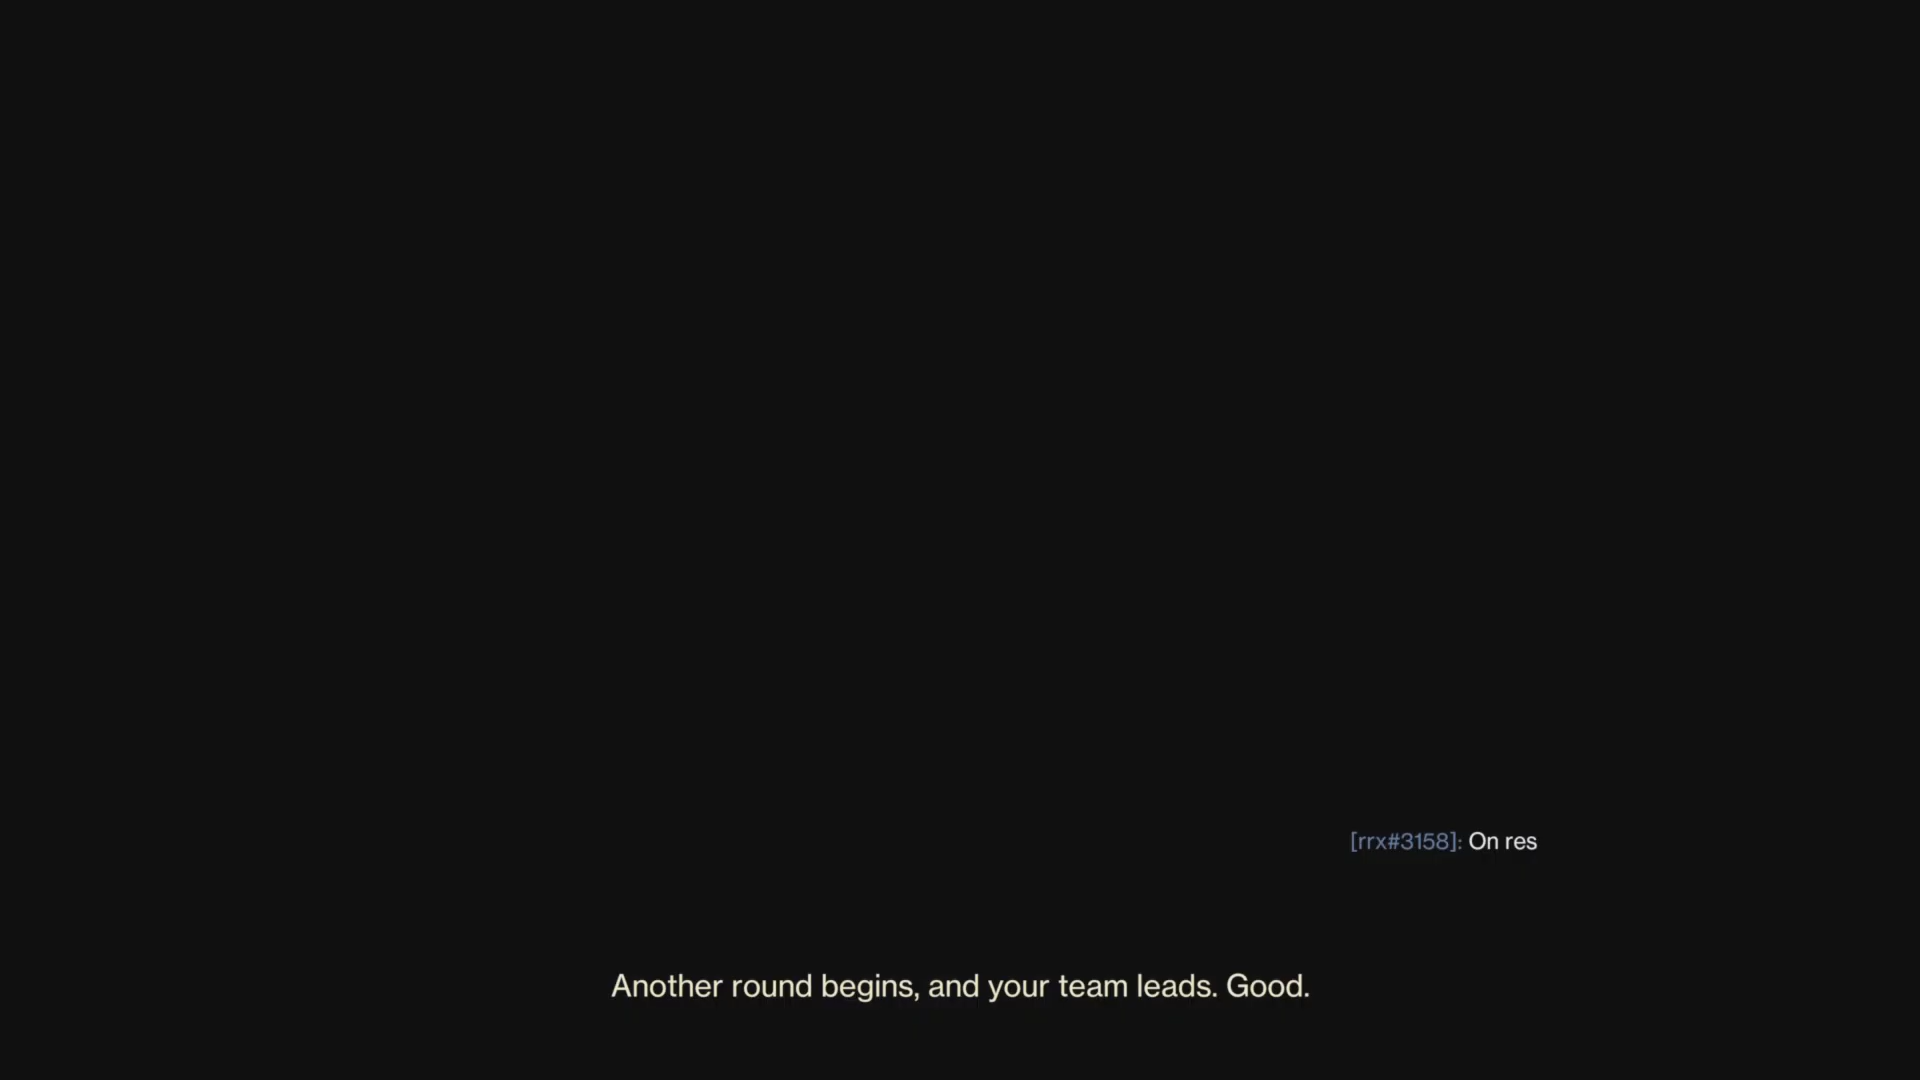 [rrx#3158]: On res
Another round begins, and your team leads. Good.